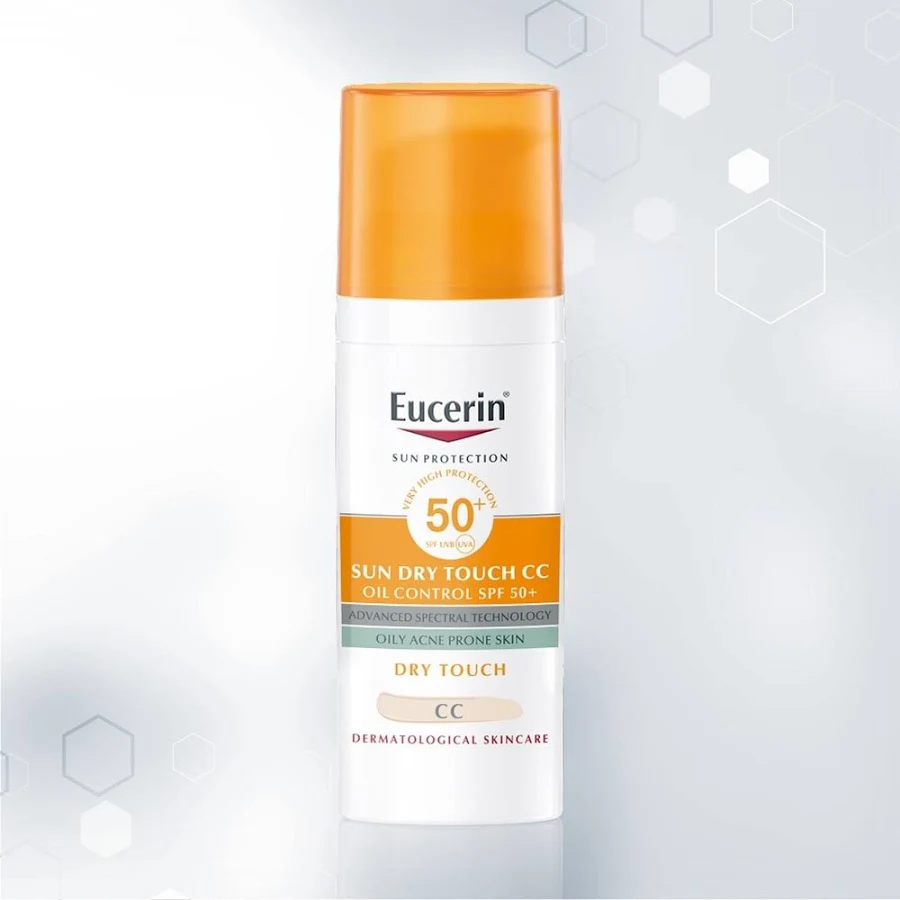 Eucerin®
SUN PROTECTION
VERY HIGH PROTECTION
50+
SPF UVB UVA
SUN DRY TOUCH CC
OIL CONTROL SPF 50+
ADVANCED SPECTRAL TECHNOLOGY
OILY ACNE PRONE SKIN
DRY TOUCH
CC
DERMATOLOGICAL SKINCARE